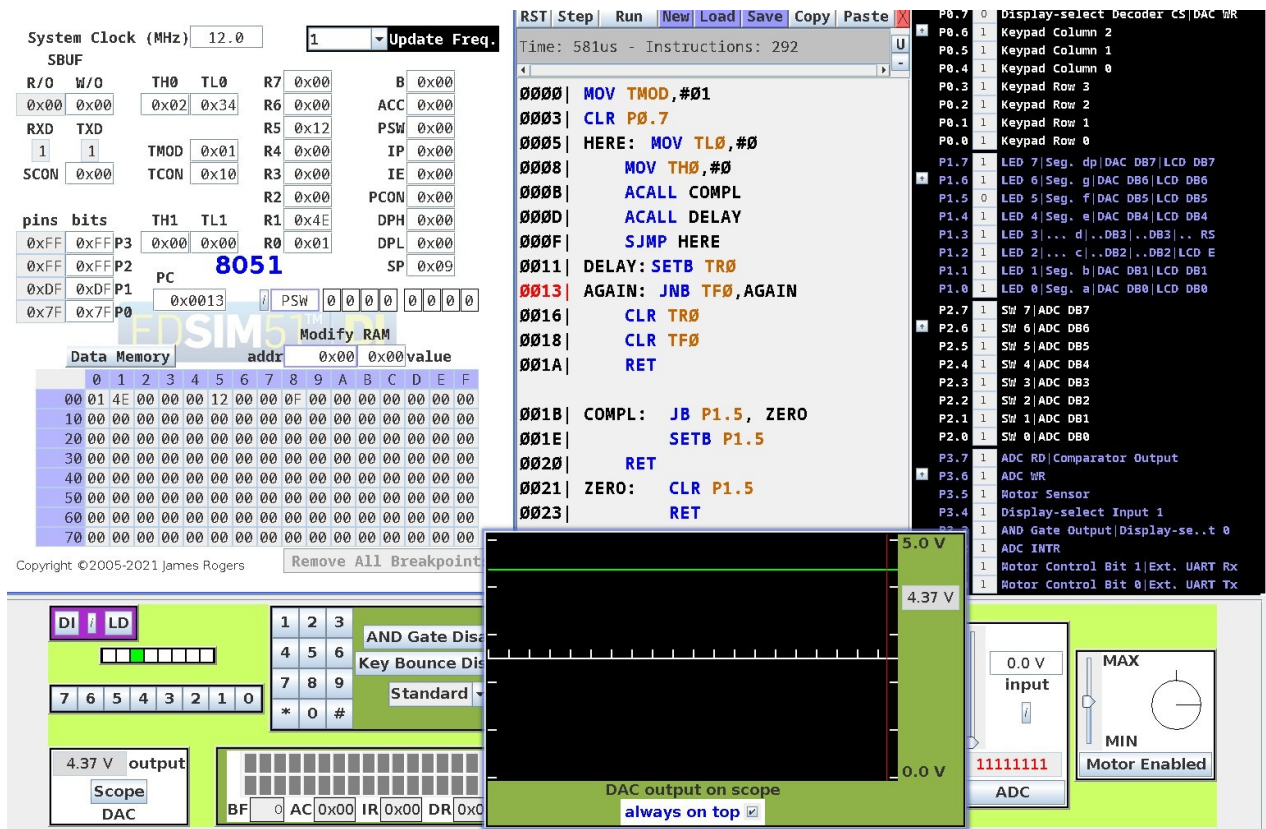 System Clock (MHz) 12.0 1 Update Freq.
SBUF
R/O W/O TH0 TL0 R7 0x00 B 0x00
0x00 0x00 0x02 0x34 R6 0x00 ACC 0x00
RXD TXD R5 0x12 PSW 0x00
1 1 TMOD 0x01 R4 0x00 IP 0x00
SCON 0x00 TCON 0x10 R3 0x00 IE 0x00
R2 0x00 PCON 0x00
pins bits TH1 TL1 R1 0x4E DPH 0x00
0xFF 0xFF P3 0x00 0x00 R0 0x01 DPL 0x00
0xFF 0xFF P2 8051 SP 0x09
0xDF 0xDF P1 PC
0x7F 0x7F P0 0x0013 i PSW 0 0 0 0 0 0 0 0
EDSIM51™ DI
Modify RAM
Data Memory addr 0x00 0x00 value
0 1 2 3 4 5 6 7 8 9 A B C D E F
00 01 4E 00 00 00 12 00 00 0F 00 00 00 00 00 00 00
10 00 00 00 00 00 00 00 00 00 00 00 00 00 00 00 00
20 00 00 00 00 00 00 00 00 00 00 00 00 00 00 00 00
30 00 00 00 00 00 00 00 00 00 00 00 00 00 00 00 00
40 00 00 00 00 00 00 00 00 00 00 00 00 00 00 00 00
50 00 00 00 00 00 00 00 00 00 00 00 00 00 00 00 00
60 00 00 00 00 00 00 00 00 00 00 00 00 00 00 00 00
70 00 00 00 00 00 00 00 00 00 00 00 00 00 00 00 00
Copyright ©2005-2021 James Rogers Remove All Breakpoint
RST Step Run New Load Save Copy Paste X
Time: 581us - Instructions: 292 U
-
0000| MOV TMOD,#01
0003| CLR P0.7
0005| HERE: MOV TL0,#0
0008| MOV TH0,#0
000B| ACALL COMPL
000D| ACALL DELAY
000F| SJMP HERE
0011| DELAY: SETB TR0
0013| AGAIN: JNB TF0,AGAIN
0016| CLR TR0
0018| CLR TF0
001A| RET
001B| COMPL: JB P1.5, ZERO
001E| SETB P1.5
0020| RET
0021| ZERO: CLR P1.5
0023| RET
P0.7 0 Display-select Decoder CS|DAC WR
P0.6 1 Keypad Column 2
P0.5 1 Keypad Column 1
P0.4 1 Keypad Column 0
P0.3 1 Keypad Row 3
P0.2 1 Keypad Row 2
P0.1 1 Keypad Row 1
P0.0 1 Keypad Row 0
P1.7 1 LED 7|Seg. dp|DAC DB7|LCD DB7
P1.6 1 LED 6|Seg. g|DAC DB6|LCD DB6
P1.5 0 LED 5|Seg. f|DAC DB5|LCD DB5
P1.4 1 LED 4|Seg. e|DAC DB4|LCD DB4
P1.3 1 LED 3|... d|..DB3|..DB3|.. RS
P1.2 1 LED 2|... c|..DB2|..DB2|LCD E
P1.1 1 LED 1|Seg. b|DAC DB1|LCD DB1
P1.0 1 LED 0|Seg. a|DAC DB0|LCD DB0
P2.7 1 SW 7|ADC DB7
P2.6 1 SW 6|ADC DB6
P2.5 1 SW 5|ADC DB5
P2.4 1 SW 4|ADC DB4
P2.3 1 SW 3|ADC DB3
P2.2 1 SW 2|ADC DB2
P2.1 1 SW 1|ADC DB1
P2.0 1 SW 0|ADC DB0
P3.7 1 ADC RD|Comparator Output
P3.6 1 ADC WR
P3.5 1 Motor Sensor
P3.4 1 Display-select Input 1
1 AND Gate Output|Display-se..t 0
1 ADC INTR
1 Motor Control Bit 1|Ext. UART Rx
1 Motor Control Bit 0|Ext. UART Tx
DI i LD
7 6 5 4 3 2 1 0
1 2 3
4 5 6
7 8 9
* 0 #
AND Gate Disa
Key Bounce Dis
Standard
4.37 V output
Scope
DAC
BF 0 AC 0x00 IR 0x00 DR 0x0
5.0 V
4.37 V
0.0 V
DAC output on scope
always on top
0.0 V
input
i
11111111
ADC
MAX
MIN
Motor Enabled